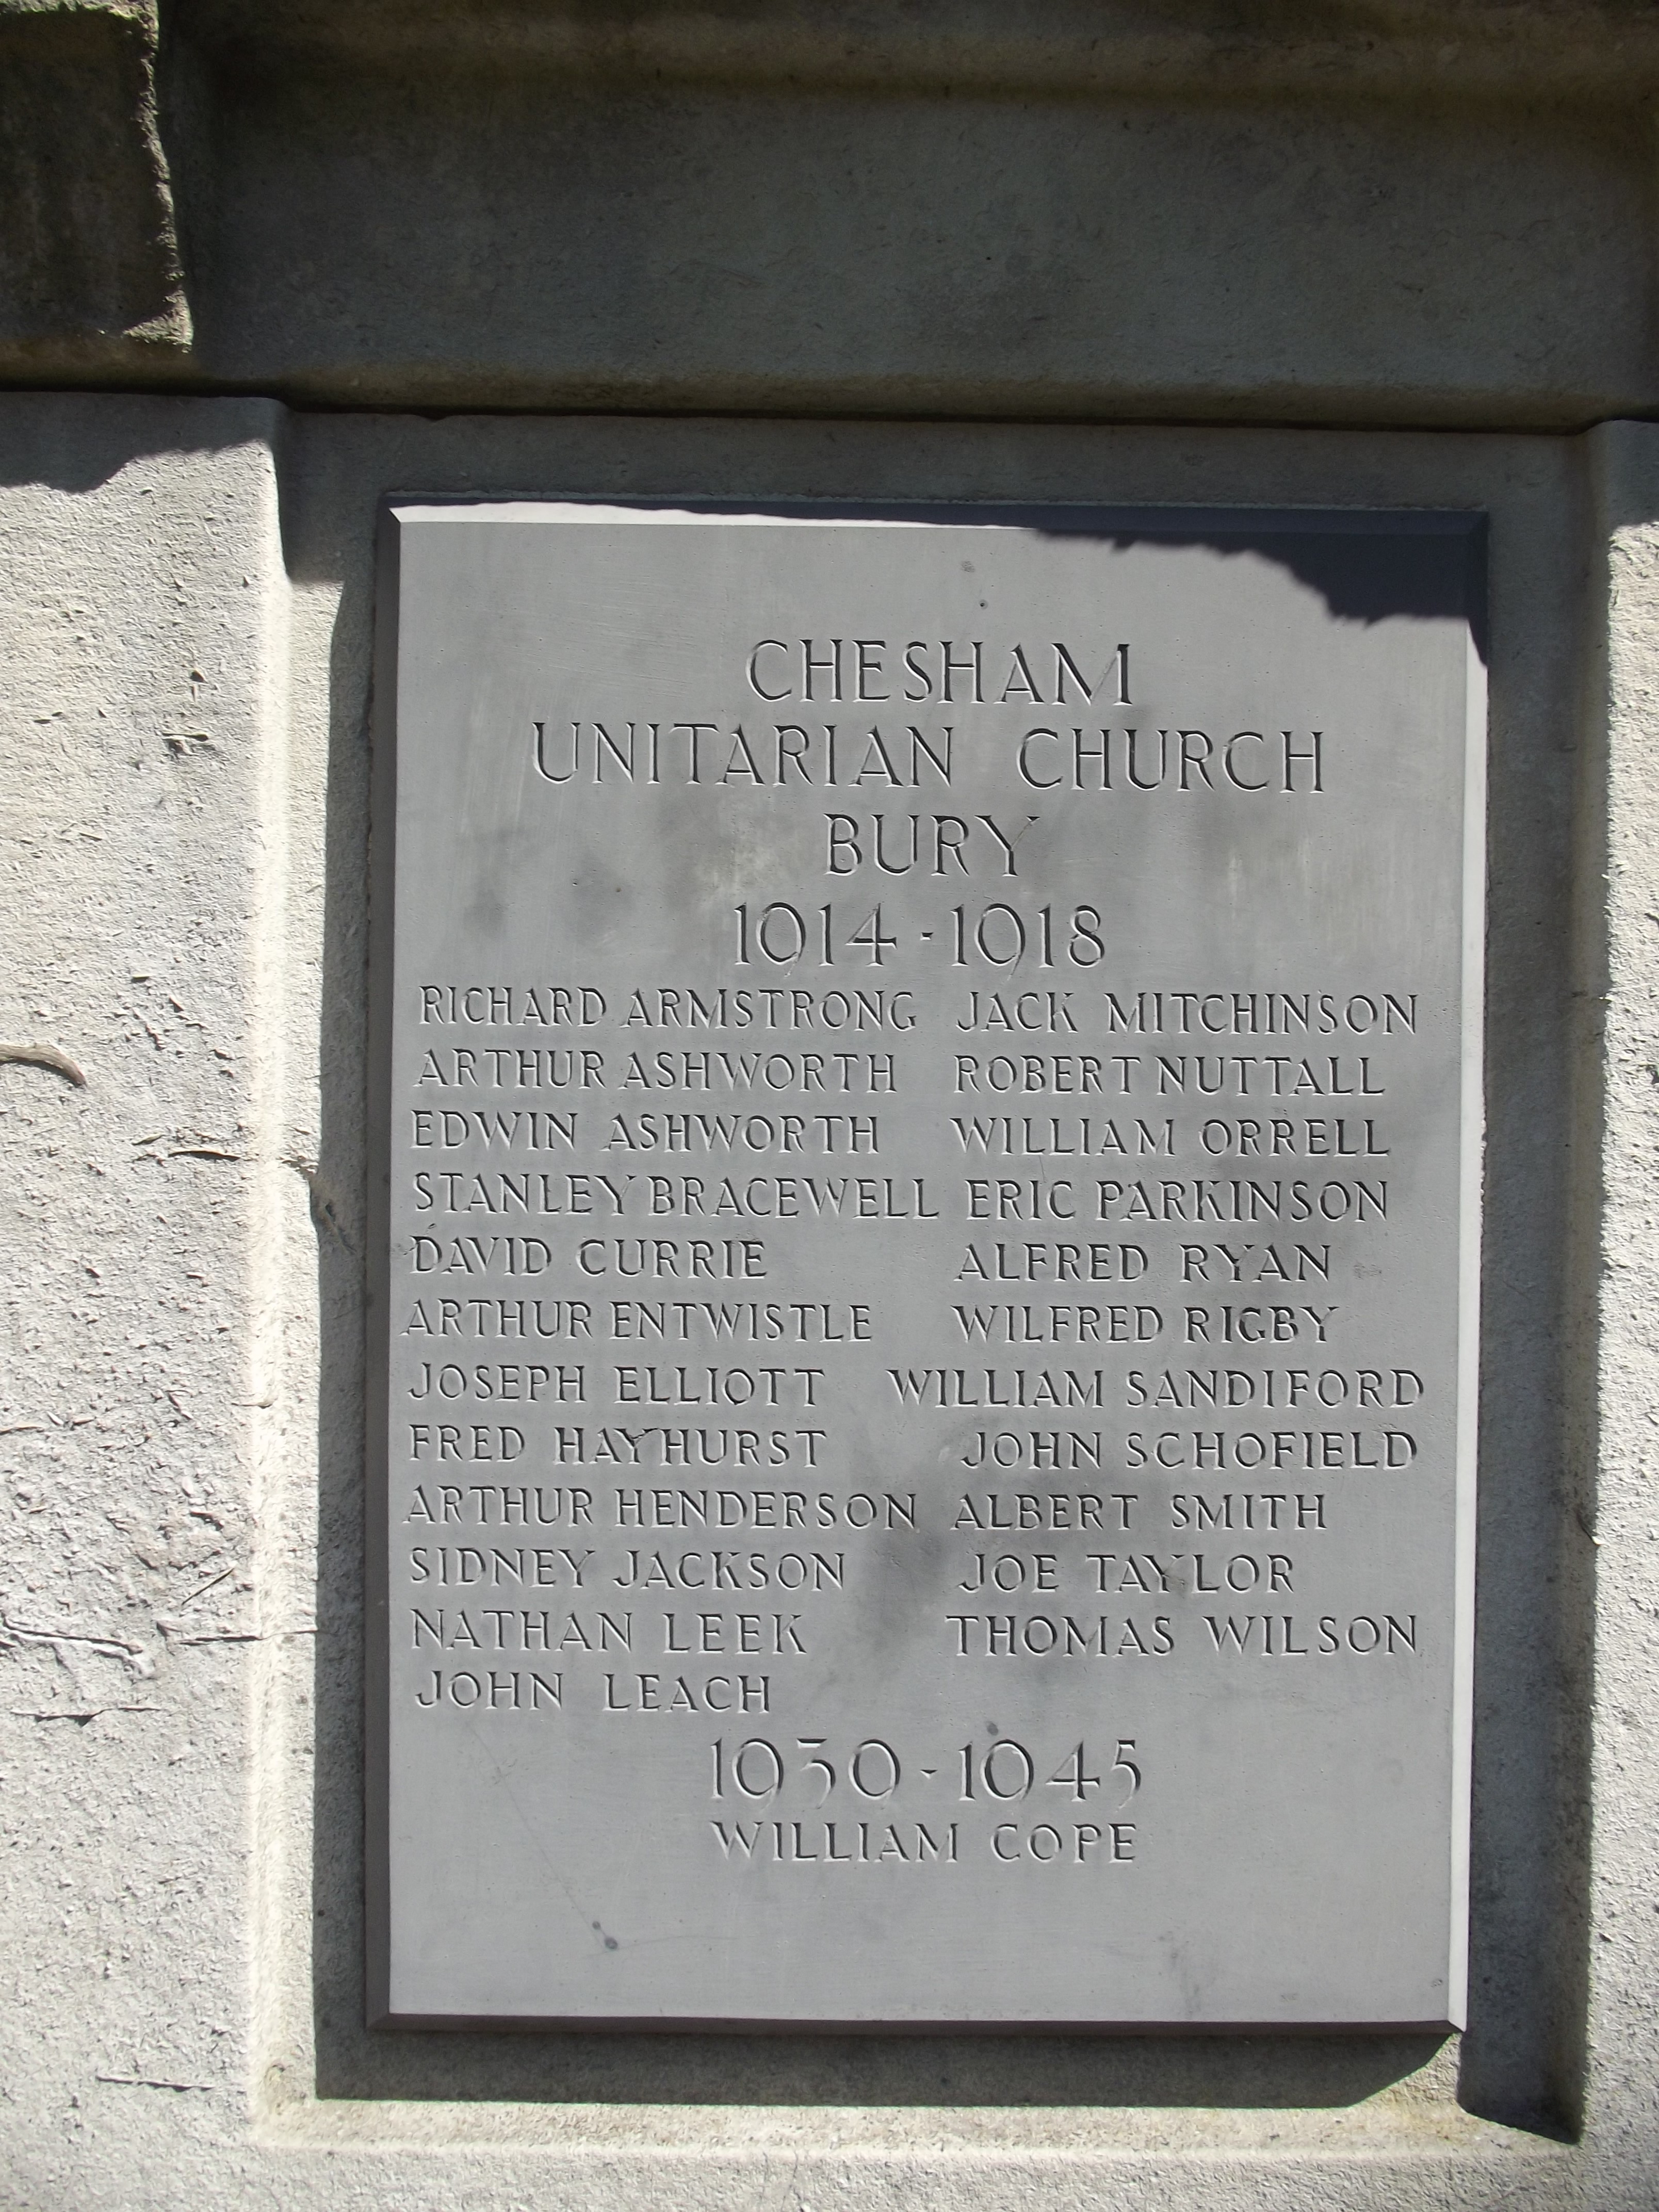 CHESHAM
UNITARIAN CHURCH
BURY
1914-1918
RICHARD ARMSTRONG JACK MITCHINSON
ARTHUR ASHWORTH ROBERT NUTTALL
EDWIN ASHWORTH WILLIAM ORRELL
STANLEY BRACEWELL ERIC PARKINSON
DAVID CURRIE ALFRED RYAN
ARTHUR ENTWISTLE WILFRED RIGBY
JOSEPH ELLIOTT WILLIAM SANDIFORD
FRED HAYHURST JOHN SCHOFIELD
ARTHUR HENDERSON ALBERT SMITH
SIDNEY JACKSON JOE TAYLOR
NATHAN LEEK THOMAS WILSON
JOHN LEACH
1939-1945
WILLIAM COPE